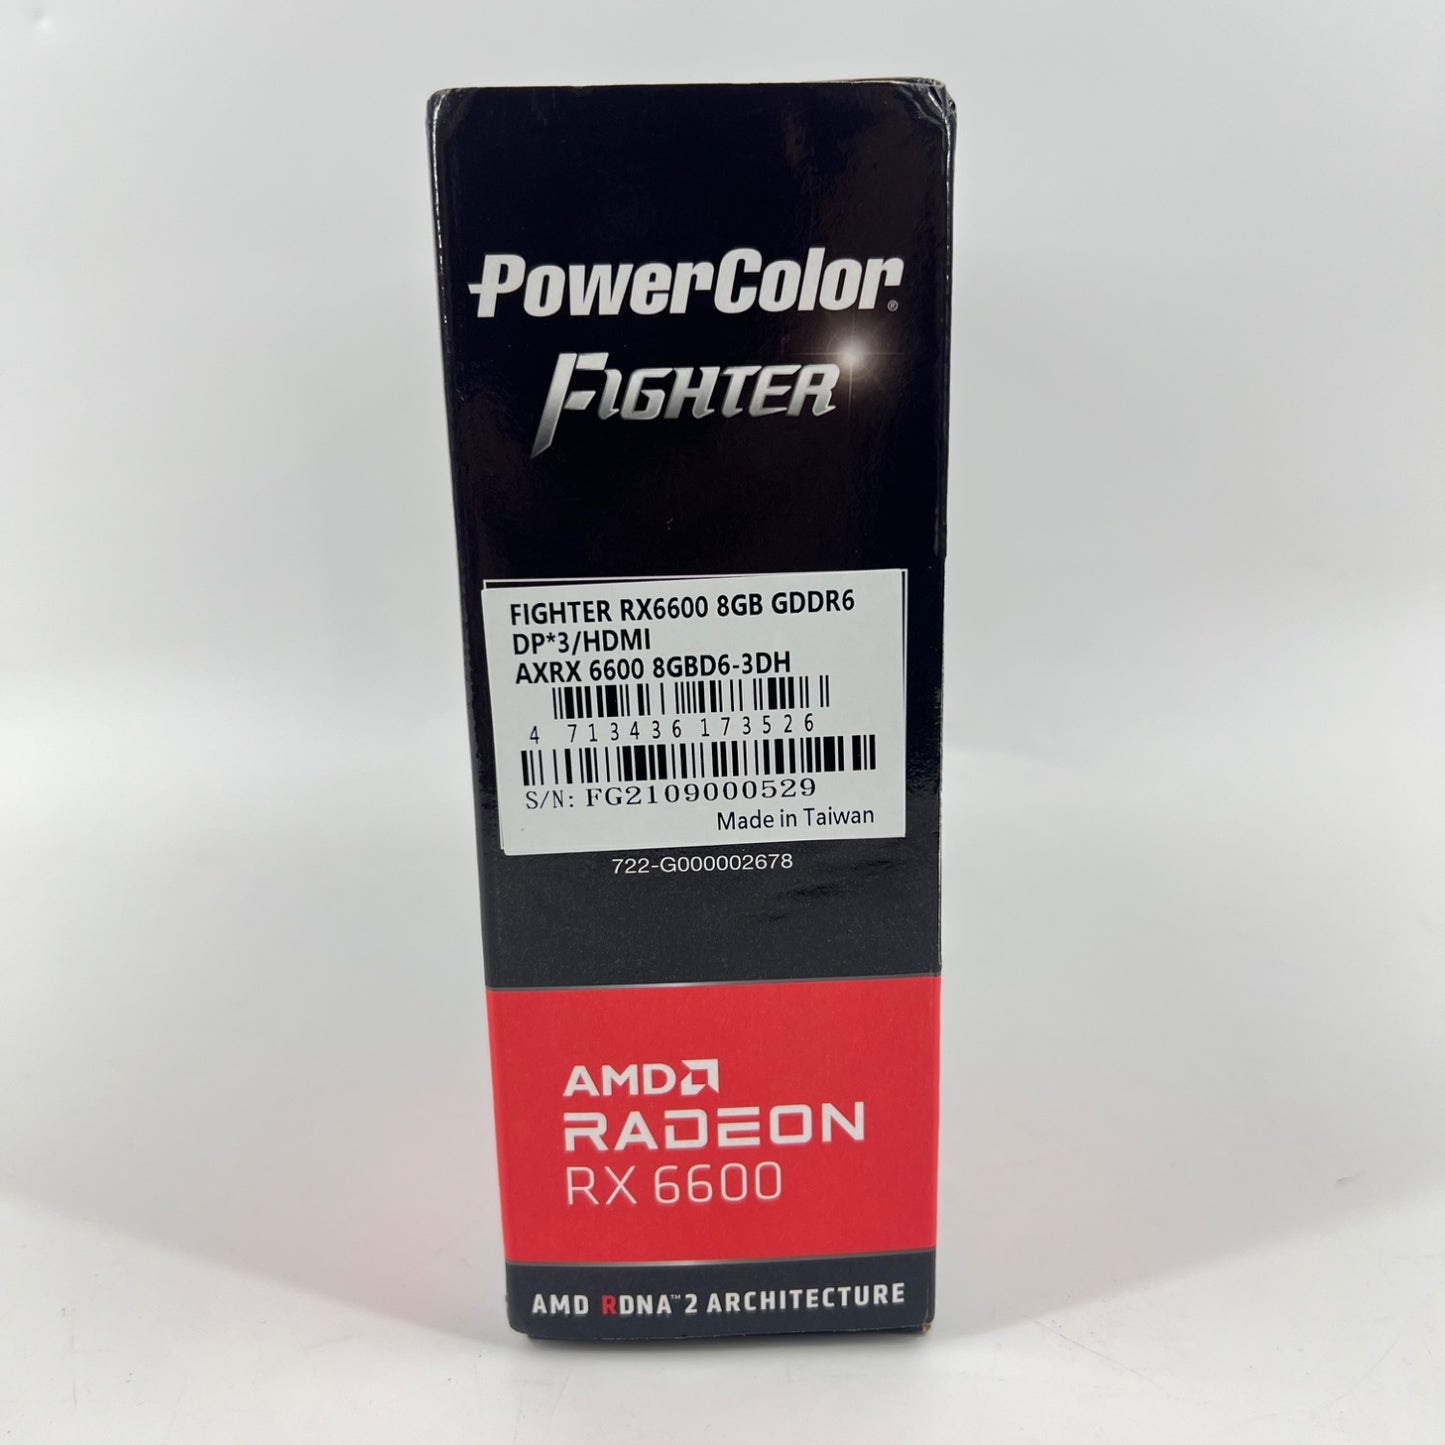 PowerColor®
FIGHTER
FIGHTER RX6600 8GB GDDR6
DP*3/HDMI
AXRX 6600 8GBD6-3DH
4 713436 173526
S/N: FG2109000529
Made in Taiwan
722-G000002678
AMD
RADEON
RX 6600
AMD RDNA™ 2 ARCHITECTURE